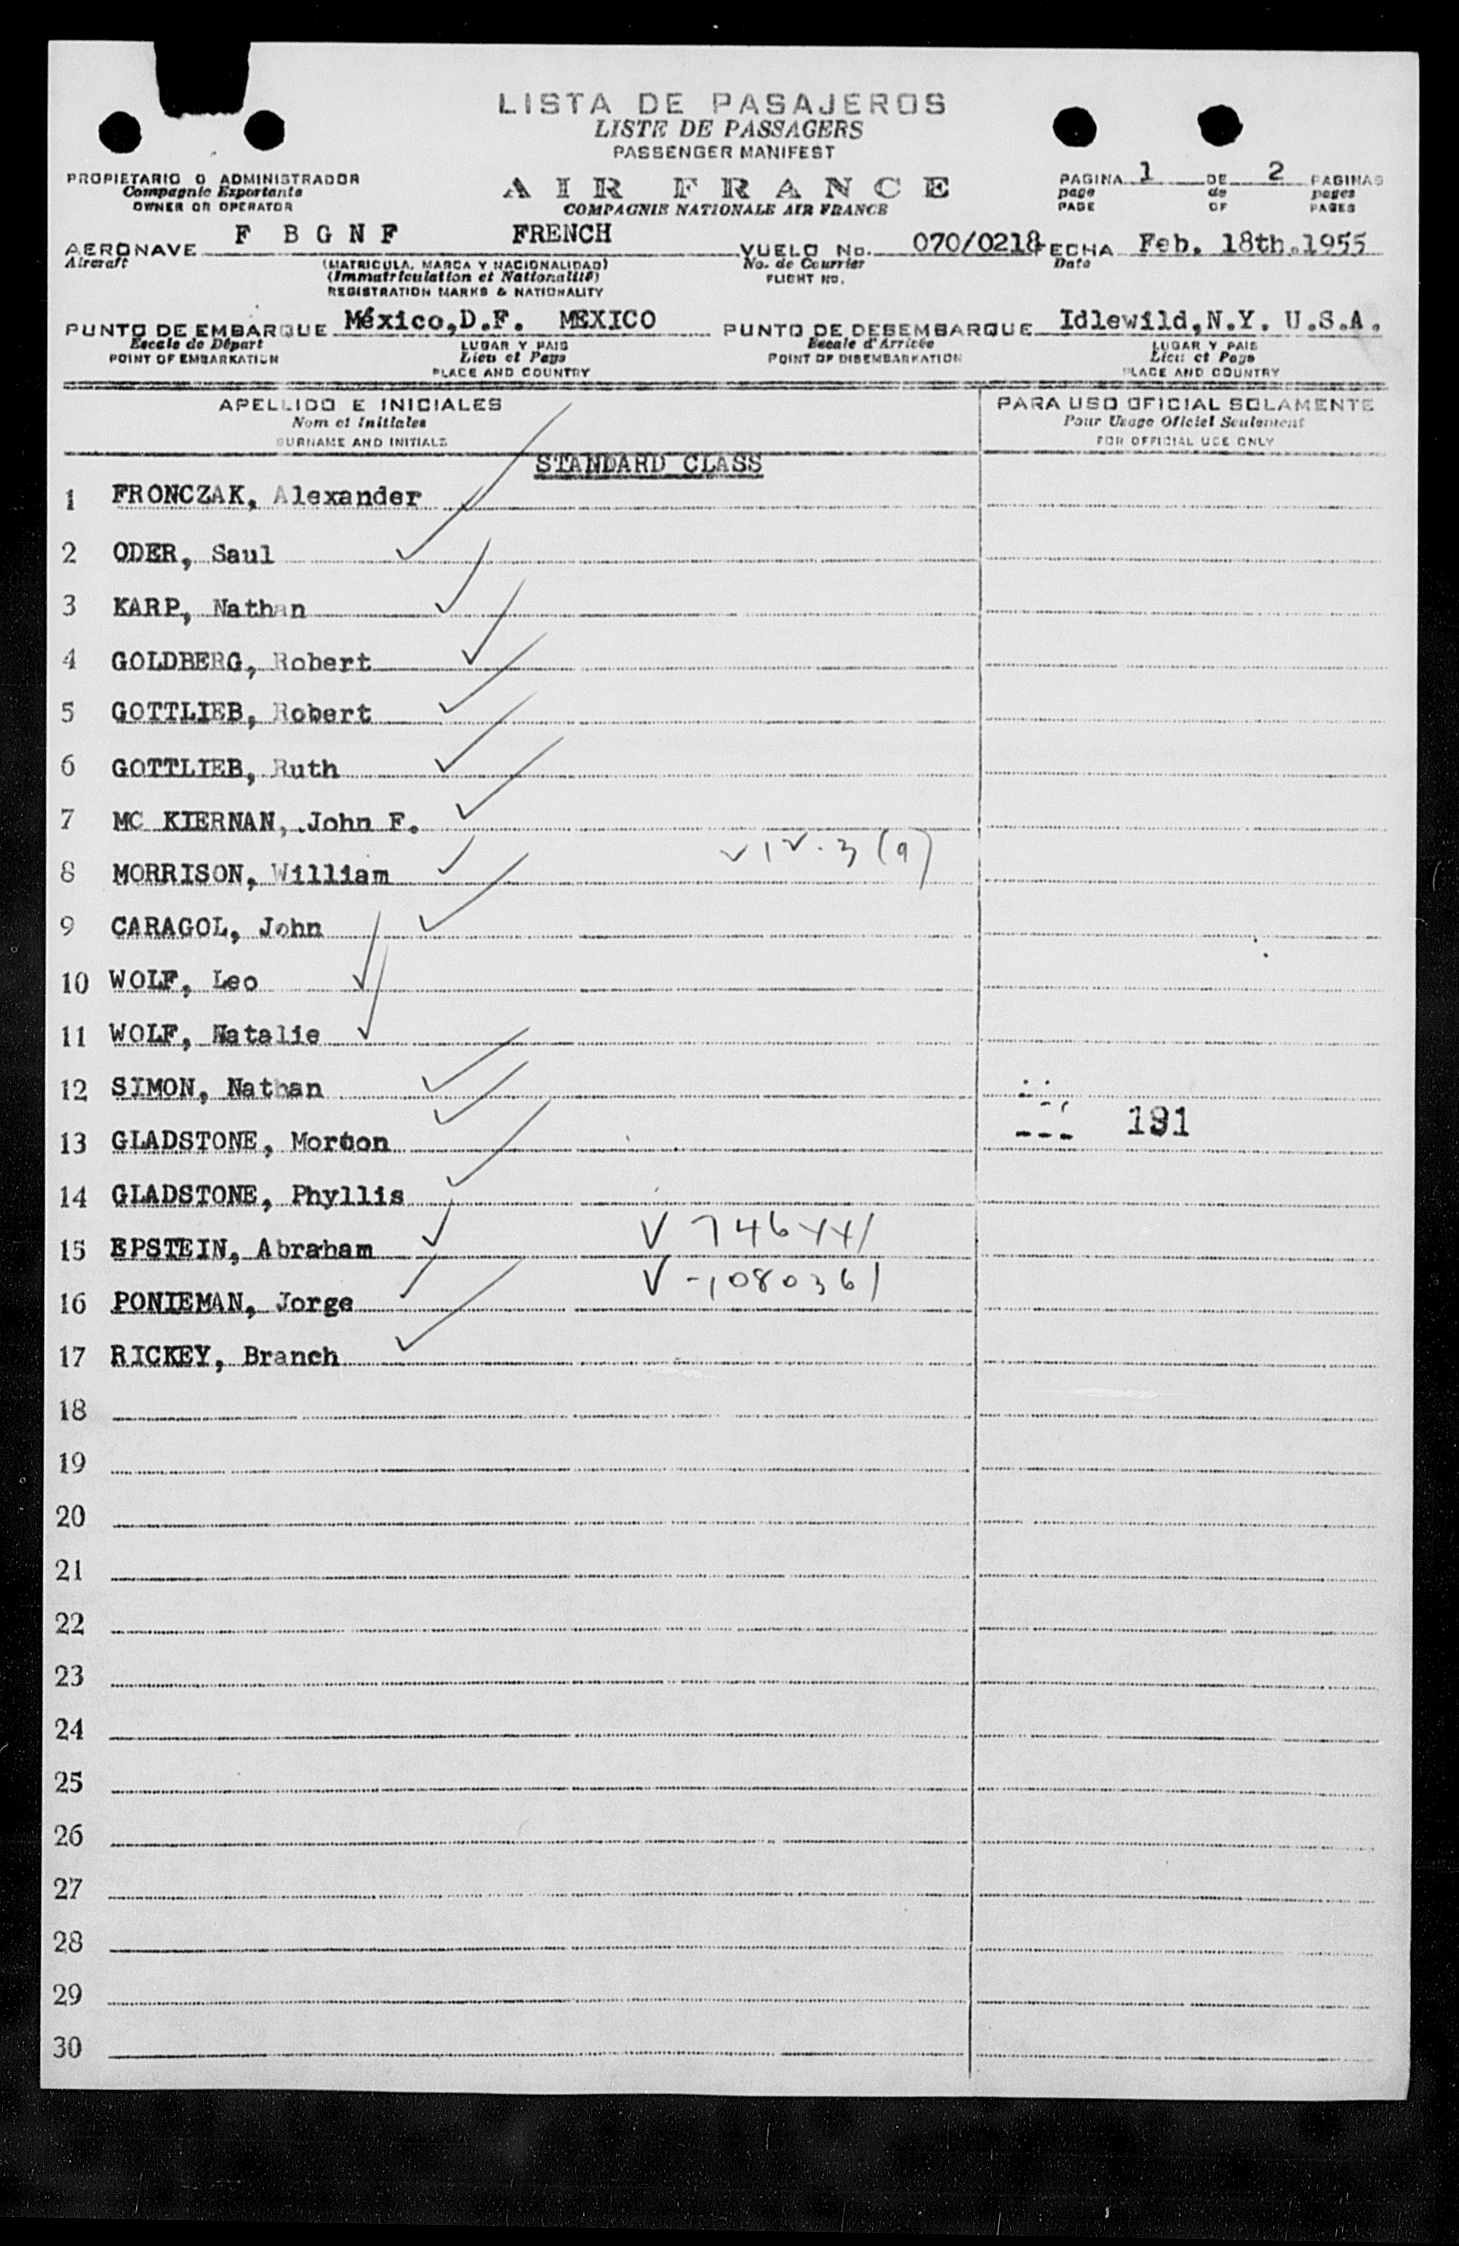 LISTA DE PASAJEROS
LISTE DE PASSAGERS
PASSENGER MANIFEST
PROPIETARIO O ADMINISTRADOR
Compagnie Exportante
OWNER OR OPERATOR
AIR FRANCE
COMPAGNIE NATIONALE AIR FRANCE
PAGINA 1 DE 2 PAGINAS
page de pages
PAGE OF PAGES
AERONAVE F B G N F FRENCH VUELO No. 070/0218 FECHA Feb. 18th.1955
Aircraft (MATRICULA, MARCA Y NACIONALIDAD) No. de Courrier Date
(Immatriculation et Nationalité) FLIGHT NO.
REGISTRATION MARKS & NATIONALITY
PUNTO DE EMBARQUE México,D.F. MEXICO PUNTO DE DESEMBARQUE Idlewild,N.Y. U.S.A.
Escale de Départ LUGAR Y PAIS Escale d'Arrivée LUGAR Y PAIS
POINT OF EMBARKATION Lieu et Pays POINT OF DISEMBARKATION Lieu et Pays
PLACE AND COUNTRY PLACE AND COUNTRY
APELLIDO E INICIALES PARA USO OFICIAL SOLAMENTE
Nom et Initiales Pour Usage Officiel Seulement
SURNAME AND INITIALS FOR OFFICIAL USE ONLY
STANDARD CLASS
1 FRONCZAK, Alexander
2 ODER, Saul
3 KARP, Nathan
4 GOLDBERG, Robert
5 GOTTLIEB, Robert
6 GOTTLIEB, Ruth
7 MC KIERNAN, John F.
8 MORRISON, William
9 CARAGOL, John
10 WOLF, Leo
11 WOLF, Natalie
12 SIMON, Nathan
13 GLADSTONE, Morton 191
14 GLADSTONE, Phyllis
15 EPSTEIN, Abraham
16 PONIEMAN, Jorge
17 RICKEY, Branch
18
19
20
21
22
23
24
25
26
27
28
29
30